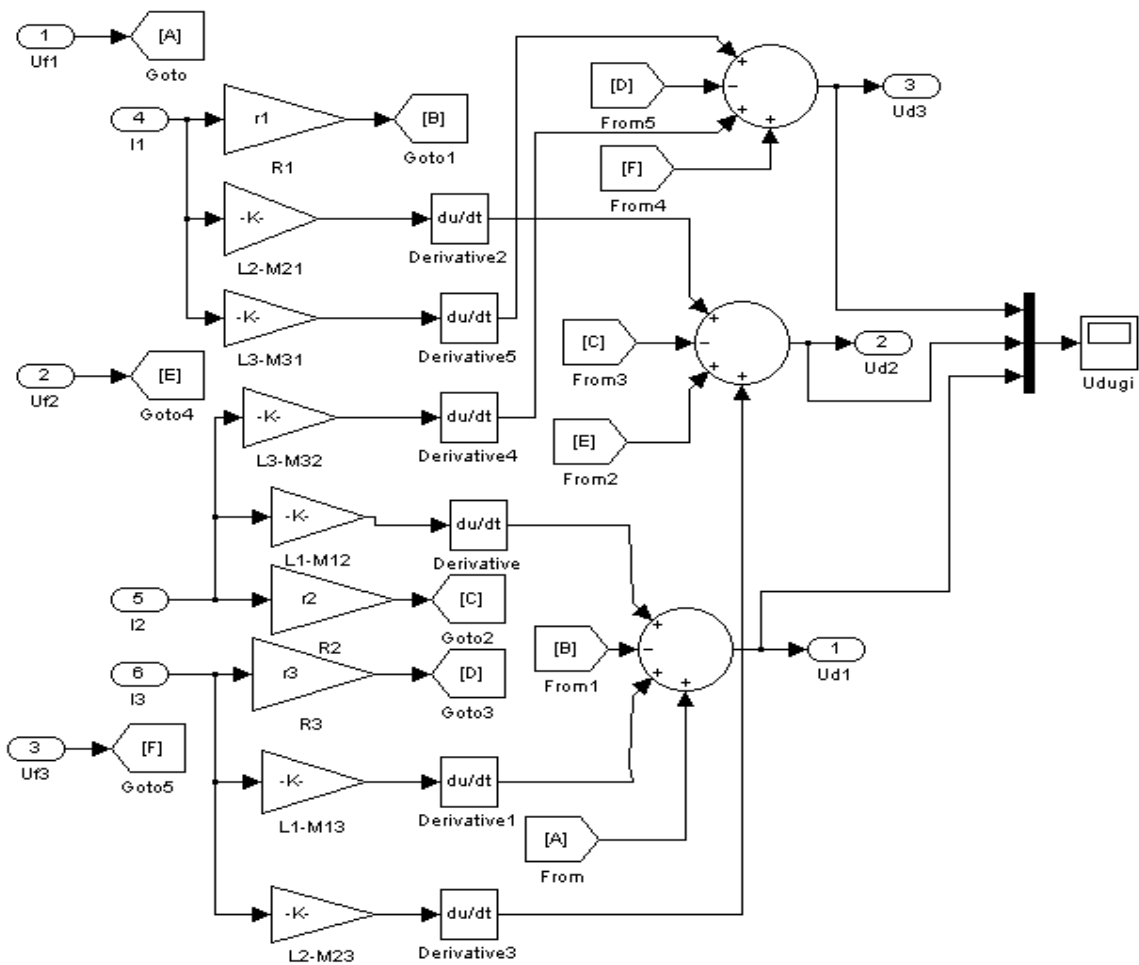 1
[A]
Uf1
Goto
4
I1
r1
R1
[B]
Goto1
-K-
L2-M21
du/dt
Derivative2
-K-
L3-M31
du/dt
Derivative5
2
Uf2
[E]
Goto4
-K-
L3-M32
du/dt
Derivative4
-K-
L1-M12
du/dt
Derivative
5
I2
r2
R2
[C]
Goto2
6
I3
r3
R3
[D]
Goto3
3
Uf3
[F]
Goto5
-K-
L1-M13
du/dt
Derivative1
-K-
L2-M23
du/dt
Derivative3
[D]
From5
[F]
From4
+
−
+
+
3
Ud3
[C]
From3
[E]
From2
+
−
+
+
2
Ud2
[B]
From1
[A]
From
+
−
+
+
1
Ud1
Udugi